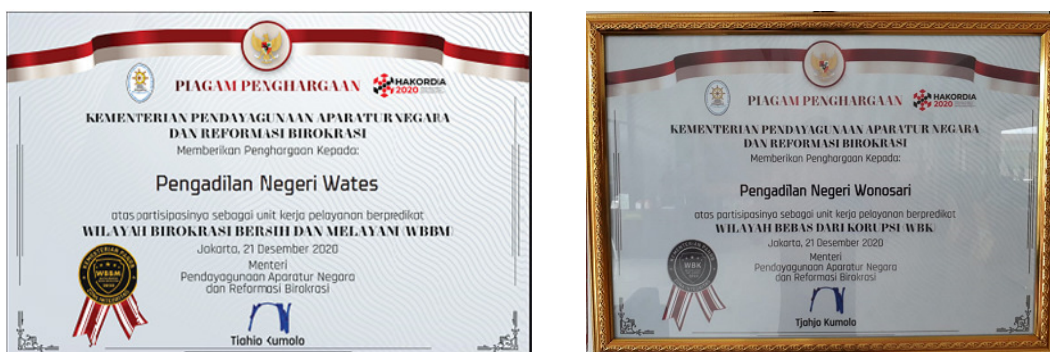 PIAGAM PENGHARGAAN
HAKORDIA
2020
KEMENTERIAN PENDAYAGUNAAN APARATUR NEGARA
DAN REFORMASI BIROKRASI
Memberikan Penghargaan Kepada:
Pengadilan Negeri Wates
atas partisipasinya sebagai unit kerja pelayanan berpredikat
WILAYAH BIROKRASI BERSIH DAN MELAYANI (WBBM)
Jakarta, 21 Desember 2020
Menteri
Pendayagunaan Aparatur Negara
dan Reformasi Birokrasi
Tjahjo Kumolo
WBBM
PIAGAM PENGHARGAAN
HAKORDIA
2020
KEMENTERIAN PENDAYAGUNAAN APARATUR NEGARA
DAN REFORMASI BIROKRASI
Memberikan Penghargaan Kepada:
Pengadilan Negeri Wonosari
atas partisipasinya sebagai unit kerja pelayanan berpredikat
WILAYAH BEBAS DARI KORUPSI (WBK)
Jakarta, 21 Desember 2020
Menteri
Pendayagunaan Aparatur Negara
dan Reformasi Birokrasi
Tjahjo Kumolo
WBK